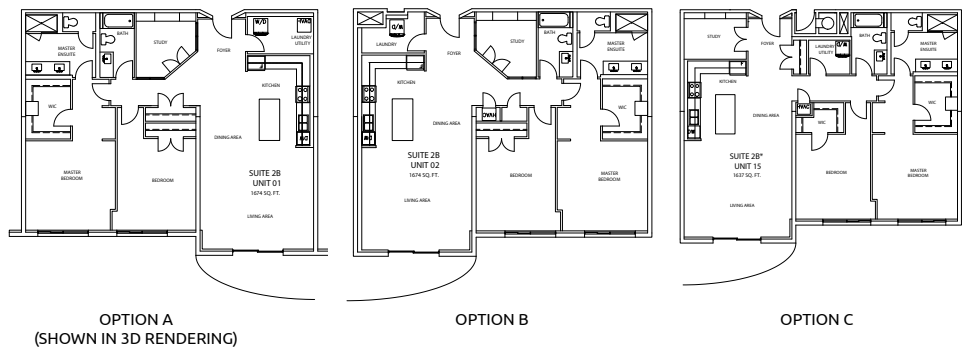 W/D
HVAC
BATH
STUDY
LAUNDRY
UTILITY
FOYER
MASTER
ENSUITE
KITCHEN
WIC
DINING AREA
MASTER
BEDROOM
BEDROOM
SUITE 2B
UNIT 01
1674 SQ. FT.
LIVING AREA
OPTION A
(SHOWN IN 3D RENDERING)
LAUNDRY
FOYER
STUDY
BATH
MASTER
ENSUITE
KITCHEN
HVAC
WIC
DINING AREA
SUITE 2B
UNIT 02
1674 SQ. FT.
BEDROOM
MASTER
BEDROOM
LIVING AREA
OPTION B
STUDY
FOYER
LAUNDRY
UTILITY
BATH
MASTER
ENSUITE
KITCHEN
HVAC
WIC
WIC
DINING AREA
SUITE 2B*
UNIT 15
1637 SQ. FT.
BEDROOM
MASTER
BEDROOM
LIVING AREA
OPTION C